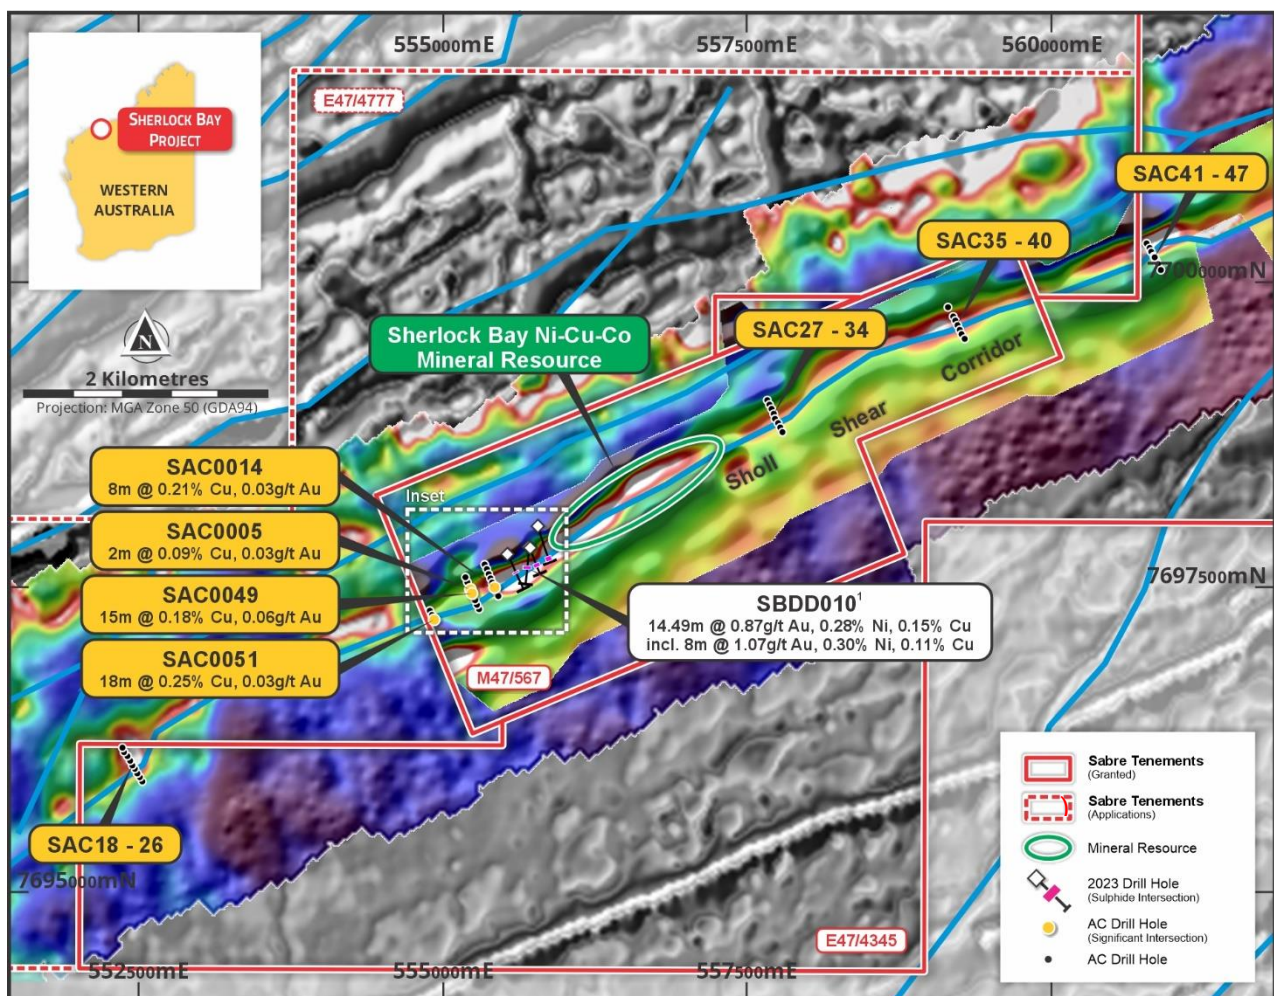 555000mE
557500mE
560000mE
E47/4777
SHERLOCK BAY
PROJECT
WESTERN
AUSTRALIA
SAC41 - 47
SAC35 - 40
7700000mN
Sherlock Bay Ni-Cu-Co
Mineral Resource
SAC27 - 34
N
2 Kilometres
Projection: MGA Zone 50 (GDA94)
Sholl Shear Corridor
SAC0014
8m @ 0.21% Cu, 0.03g/t Au
Inset
SAC0005
2m @ 0.09% Cu, 0.03g/t Au
7697500mN
SAC0049
15m @ 0.18% Cu, 0.06g/t Au
SBDD010¹
14.49m @ 0.87g/t Au, 0.28% Ni, 0.15% Cu
incl. 8m @ 1.07g/t Au, 0.30% Ni, 0.11% Cu
SAC0051
18m @ 0.25% Cu, 0.03g/t Au
M47/567
SAC18 - 26
7695000mN
Sabre Tenements
(Granted)
Sabre Tenements
(Applications)
Mineral Resource
2023 Drill Hole
(Sulphide Intersection)
AC Drill Hole
(Significant Intersection)
AC Drill Hole
E47/4345
552500mE
555000mE
557500mE